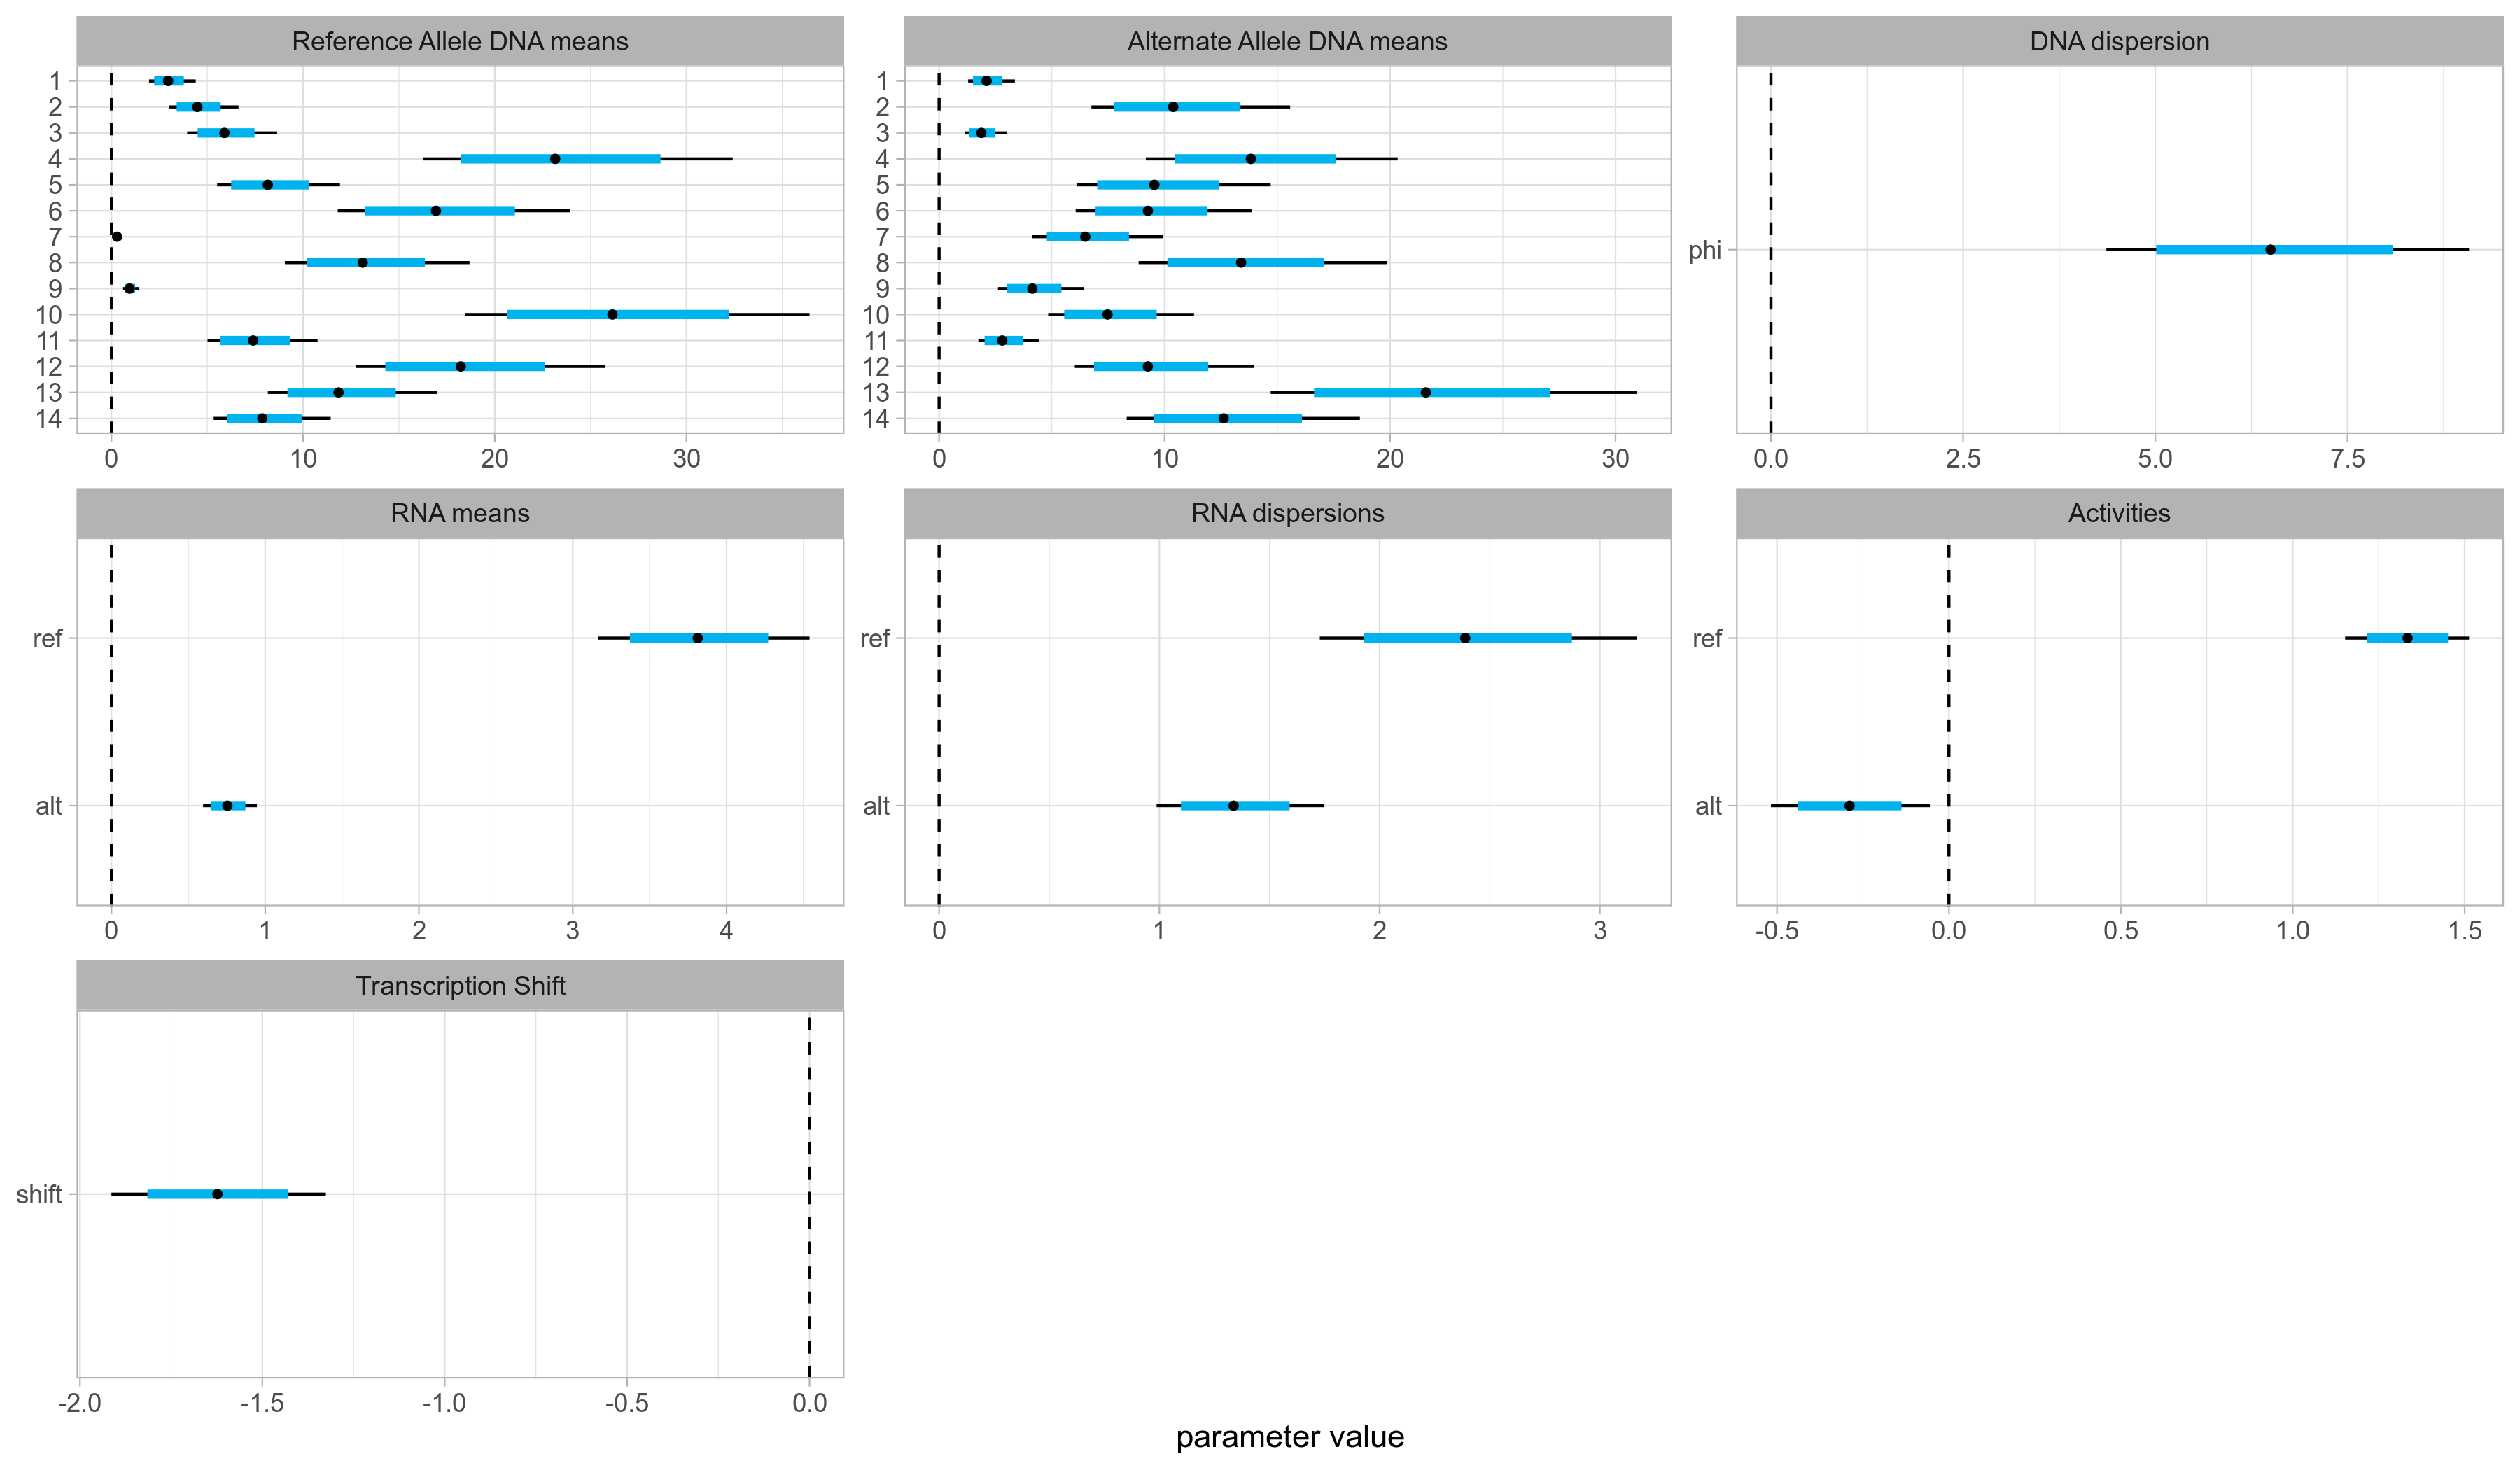 Reference Allele DNA means
1
2
3
4
5
6
7
8
9
10
11
12
13
14
0 10 20 30
Alternate Allele DNA means
1
2
3
4
5
6
7
8
9
10
11
12
13
14
0 10 20 30
DNA dispersion
phi
0.0 2.5 5.0 7.5
RNA means
ref
alt
0 1 2 3 4
RNA dispersions
ref
alt
0 1 2 3
Activities
ref
alt
-0.5 0.0 0.5 1.0 1.5
Transcription Shift
shift
-2.0 -1.5 -1.0 -0.5 0.0
parameter value